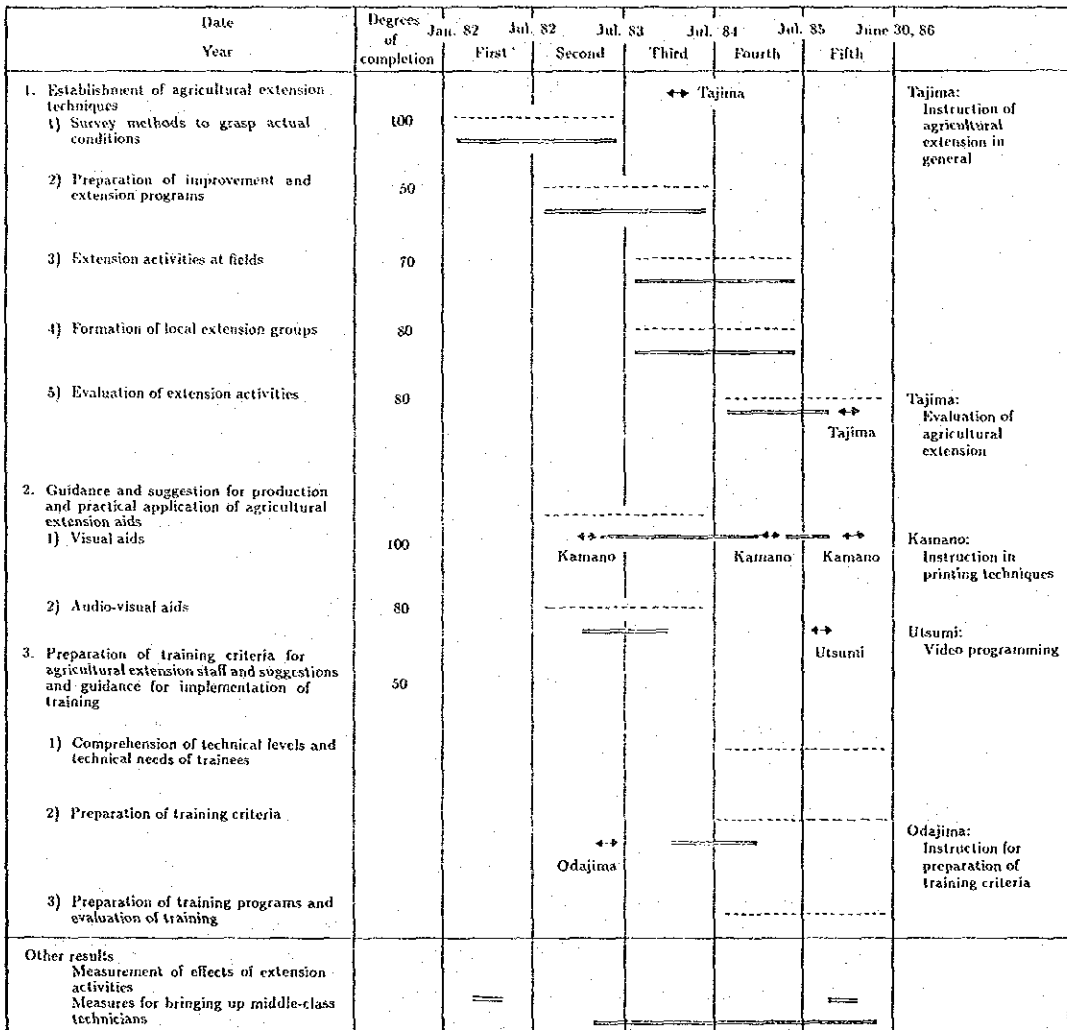 Date
Year
Degrees of completion
Jan. 82 Jul. 82 Jul. 83 Jul. 84 Jul. 85 June 30, 86
First Second Third Fourth Fifth
1. Establishment of agricultural extension
techniques
1) Survey methods to grasp actual
conditions
100
Tajima
Tajima:
Instruction of
agricultural
extension in
general
2) Preparation of improvement and
extension programs
50
3) Extension activities at fields
70
4) Formation of local extension groups
80
5) Evaluation of extension activities
80
Tajima
Tajima:
Evaluation of
agricultural
extension
2. Guidance and suggestion for production
and practical application of agricultural
extension aids
1) Visual aids
100
Kamano Kamano Kamano
Kamano:
Instruction in
printing techniques
2) Audio-visual aids
80
Utsumi
Utsumi:
Video programming
3. Preparation of training criteria for
agricultural extension staff and suggestions
and guidance for implementation of
training
50
1) Comprehension of technical levels and
technical needs of trainees
2) Preparation of training criteria
Odajima
Odajima:
Instruction for
preparation of
training criteria
3) Preparation of training programs and
evaluation of training
Other results
Measurement of effects of extension
activities
Measures for bringing up middle-class
technicians